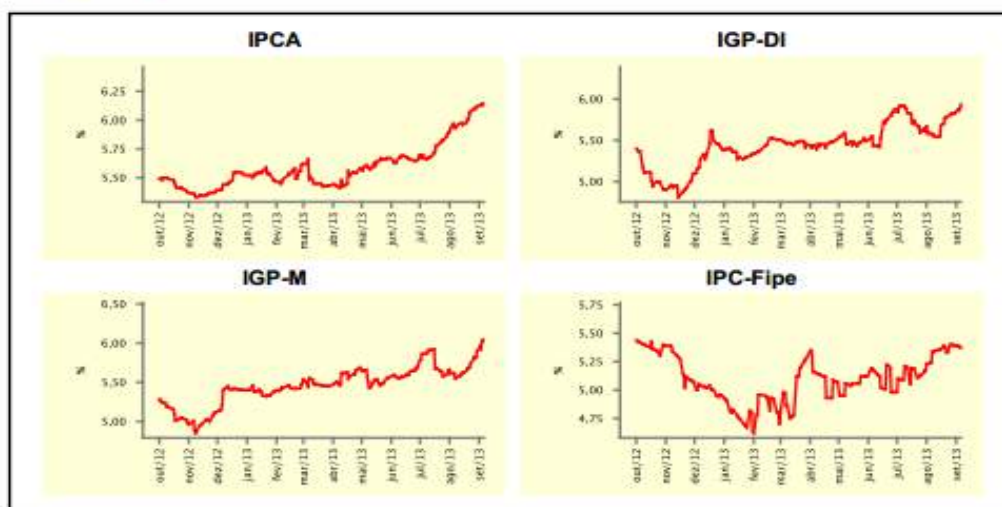 IPCA
%
6,25
6,00
5,75
5,50
out/12
nov/12
dez/12
jan/13
fev/13
mar/13
abr/13
mai/13
jun/13
jul/13
ago/13
set/13
IGP-DI
%
6,00
5,50
5,00
out/12
nov/12
dez/12
jan/13
fev/13
mar/13
abr/13
mai/13
jun/13
jul/13
ago/13
set/13
IGP-M
%
6,50
6,00
5,50
5,00
out/12
nov/12
dez/12
jan/13
fev/13
mar/13
abr/13
mai/13
jun/13
jul/13
ago/13
set/13
IPC-Fipe
%
5,75
5,50
5,25
5,00
4,75
out/12
nov/12
dez/12
jan/13
fev/13
mar/13
abr/13
mai/13
jun/13
jul/13
ago/13
set/13